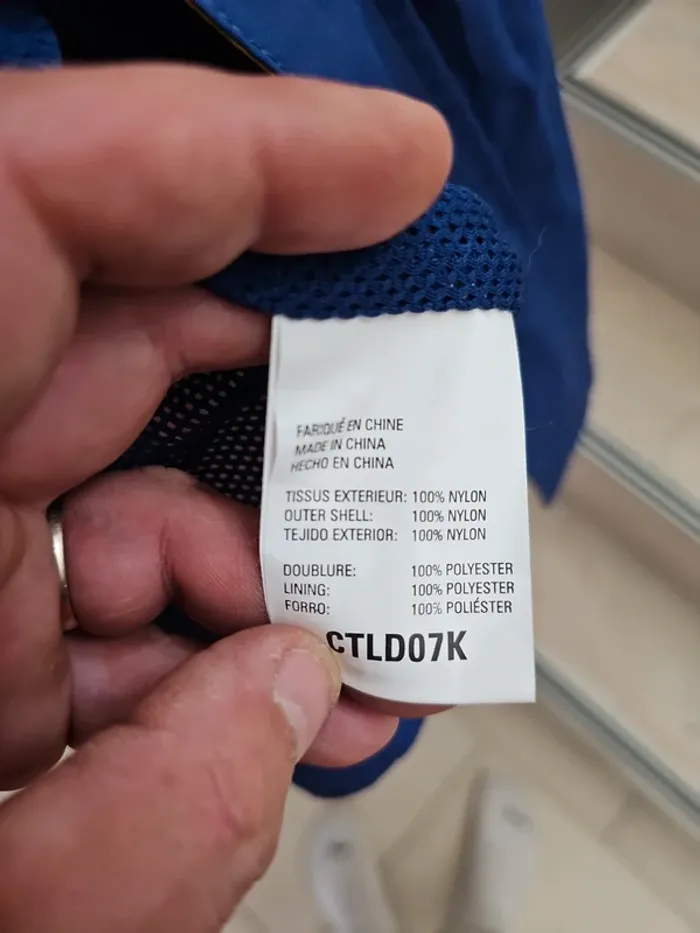 FABRIQUÉ EN CHINE
MADE IN CHINA
HECHO EN CHINA
TISSUS EXTERIEUR: 100% NYLON
OUTER SHELL: 100% NYLON
TEJIDO EXTERIOR: 100% NYLON
DOUBLURE: 100% POLYESTER
LINING: 100% POLYESTER
FORRO: 100% POLIÉSTER
CTLD07K